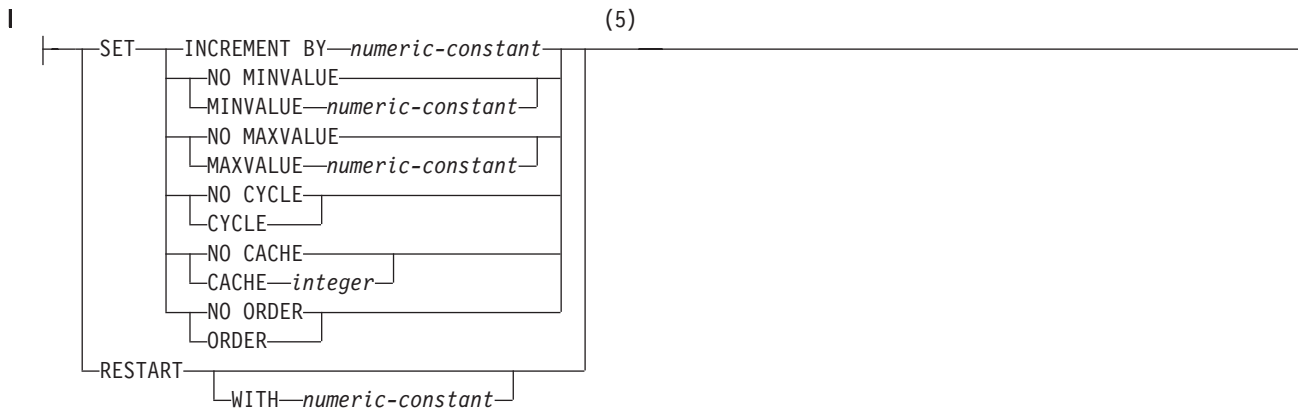 (5)
SET INCREMENT BY numeric-constant
NO MINVALUE
MINVALUE numeric-constant
NO MAXVALUE
MAXVALUE numeric-constant
NO CYCLE
CYCLE
NO CACHE
CACHE integer
NO ORDER
ORDER
RESTART
WITH numeric-constant